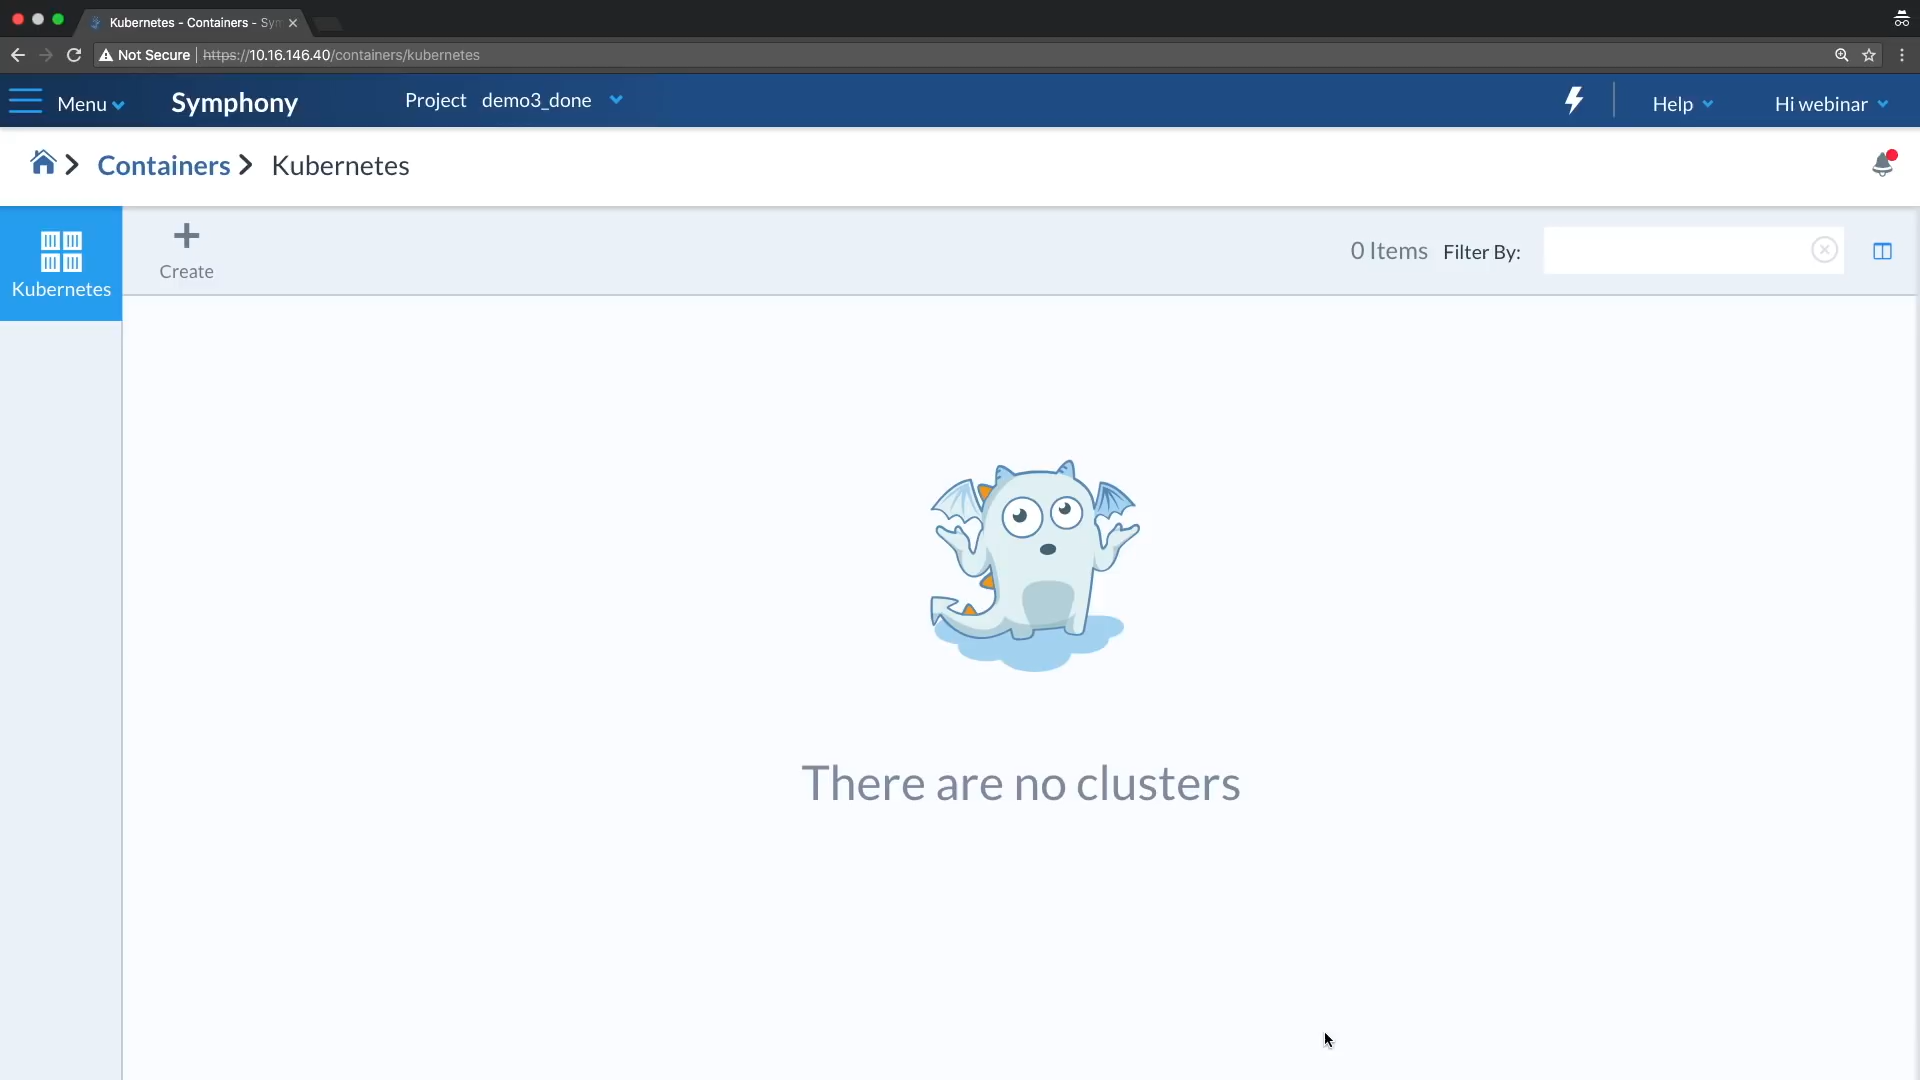 Kubernetes - Containers - Sy
Not Secure | https://10.16.146.40/containers/kubernetes
Menu Symphony Project demo3_done Help Hi webinar
Containers Kubernetes
Kubernetes
Create
0 Items Filter By:
There are no clusters